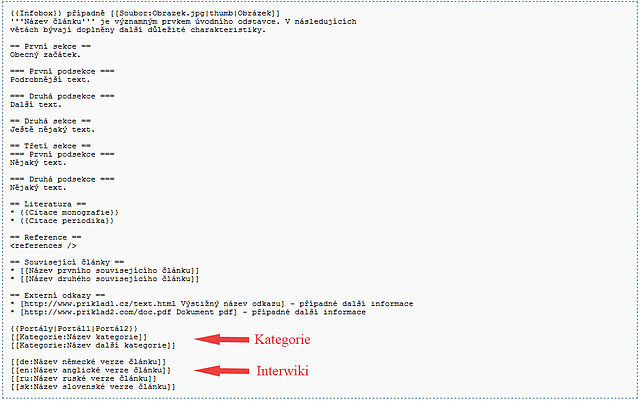 {{Infobox}} případně [[Soubor:Obrazek.jpg|thumb|Obrázek]]
'''Název článku''' je významným prvkem úvodního odstavce. V následujících
větách bývají doplněny další důležité charakteristiky.
== První sekce ==
Obecný začátek.
=== První podsekce ===
Podrobnější text.
=== Druhá podsekce ===
Další text.
== Druhá sekce ==
Ještě nějaký text.
== Třetí sekce ==
=== První podsekce ===
Nějaký text.
=== Druhá podsekce ===
Nějaký text.
== Literatura ==
* {{Citace monografie}}
* {{Citace periodika}}
== Reference ==
<references />
== Související články ==
* [[Název prvního souvisejícího článku]]
* [[Název druhého souvisejícího článku]]
== Externí odkazy ==
* [http://www.priklad1.cz/text.html Výstižný název odkazu] - případné další informace
* [http://www.priklad2.com/doc.pdf Dokument pdf] - případné další informace
{{Portály|Portál1|Portál2}}
[[Kategorie:Název kategorie]]
Kategorie
[[Kategorie:Název další kategorie]]
[[de:Název německé verze článku]]
[[en:Název anglické verze článku]]
Interwiki
[[ru:Název ruské verze článku]]
[[sk:Název slovenské verze článku]]